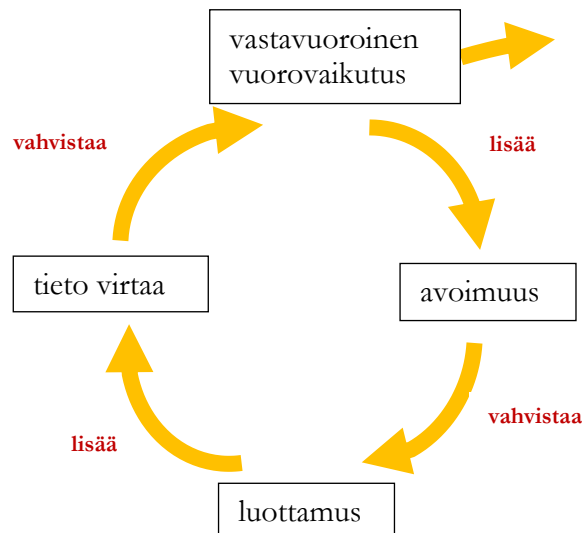 vastavuoroinen
vuorovaikutus
lisää
avoimuus
vahvistaa
luottamus
lisää
tieto virtaa
vahvistaa